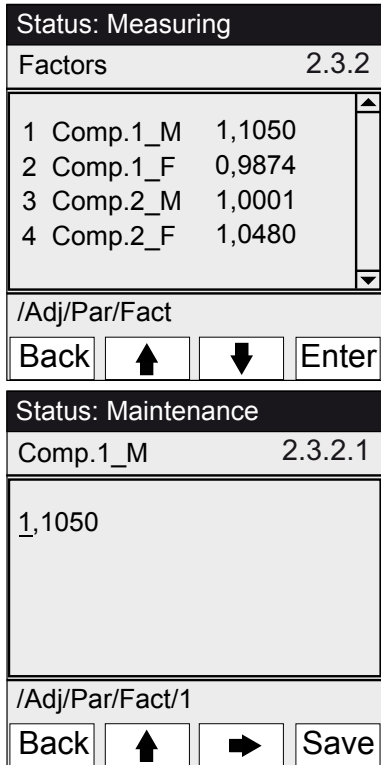 Status: Measuring
Factors 2.3.2
1 Comp.1_M 1,1050
2 Comp.1_F 0,9874
3 Comp.2_M 1,0001
4 Comp.2_F 1,0480
/Adj/Par/Fact
Back Enter
Status: Maintenance
Comp.1_M 2.3.2.1
1,1050
/Adj/Par/Fact/1
Back Save